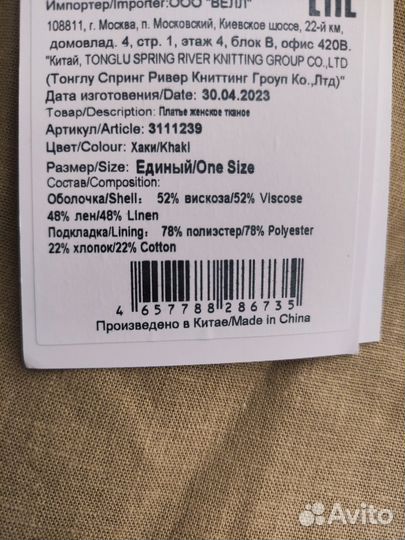 Импортер/Importer:ООО "ВЕЛЛ"
EAC
108811, г. Москва, п. Московский, Киевское шоссе, 22-й км,
домовлад. 4, стр. 1, этаж 4, блок В, офис 420В.
"Китай, TONGLU SPRING RIVER KNITTING GROUP CO.,LTD
(Тонглу Спринг Ривер Книттинг Гроуп Ко.,Лтд)"
Дата изготовения/Date: 30.04.2023
Товар/Description: Платье женское тканое
Артикул/Article: 3111239
Цвет/Colour: Хаки/Khaki
Размер/Size: Единый/One Size
Состав/Composition:
Оболочка/Shell: 52% вискоза/52% Viscose
48% лен/48% Linen
Подкладка/Lining: 78% полиэстер/78% Polyester
22% хлопок/22% Cotton
4 657788 286735
Произведено в Китае/Made in China
Avito